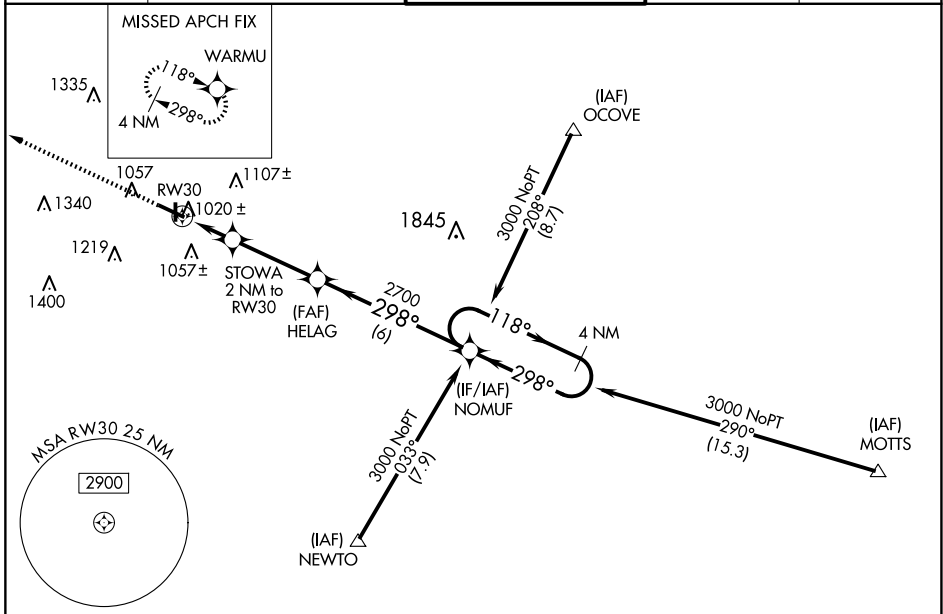 MISSED APCH FIX
WARMU
118°
298°
4 NM
1335
(IAF)
OCOVE
1057
1107±
RW30
1340
1020 ±
3000 NoPT
208°
(8.7)
1845
1219
1057±
STOWA
2 NM to
RW30
1400
(FAF)
HELAG
2700
298°
(6)
118°
4 NM
298°
(IF/IAF)
NOMUF
3000 NoPT
290°
(15.3)
(IAF)
MOTTS
3000 NoPT
033°
(7.9)
MSA RW30 25 NM
2900
(IAF)
NEWTO